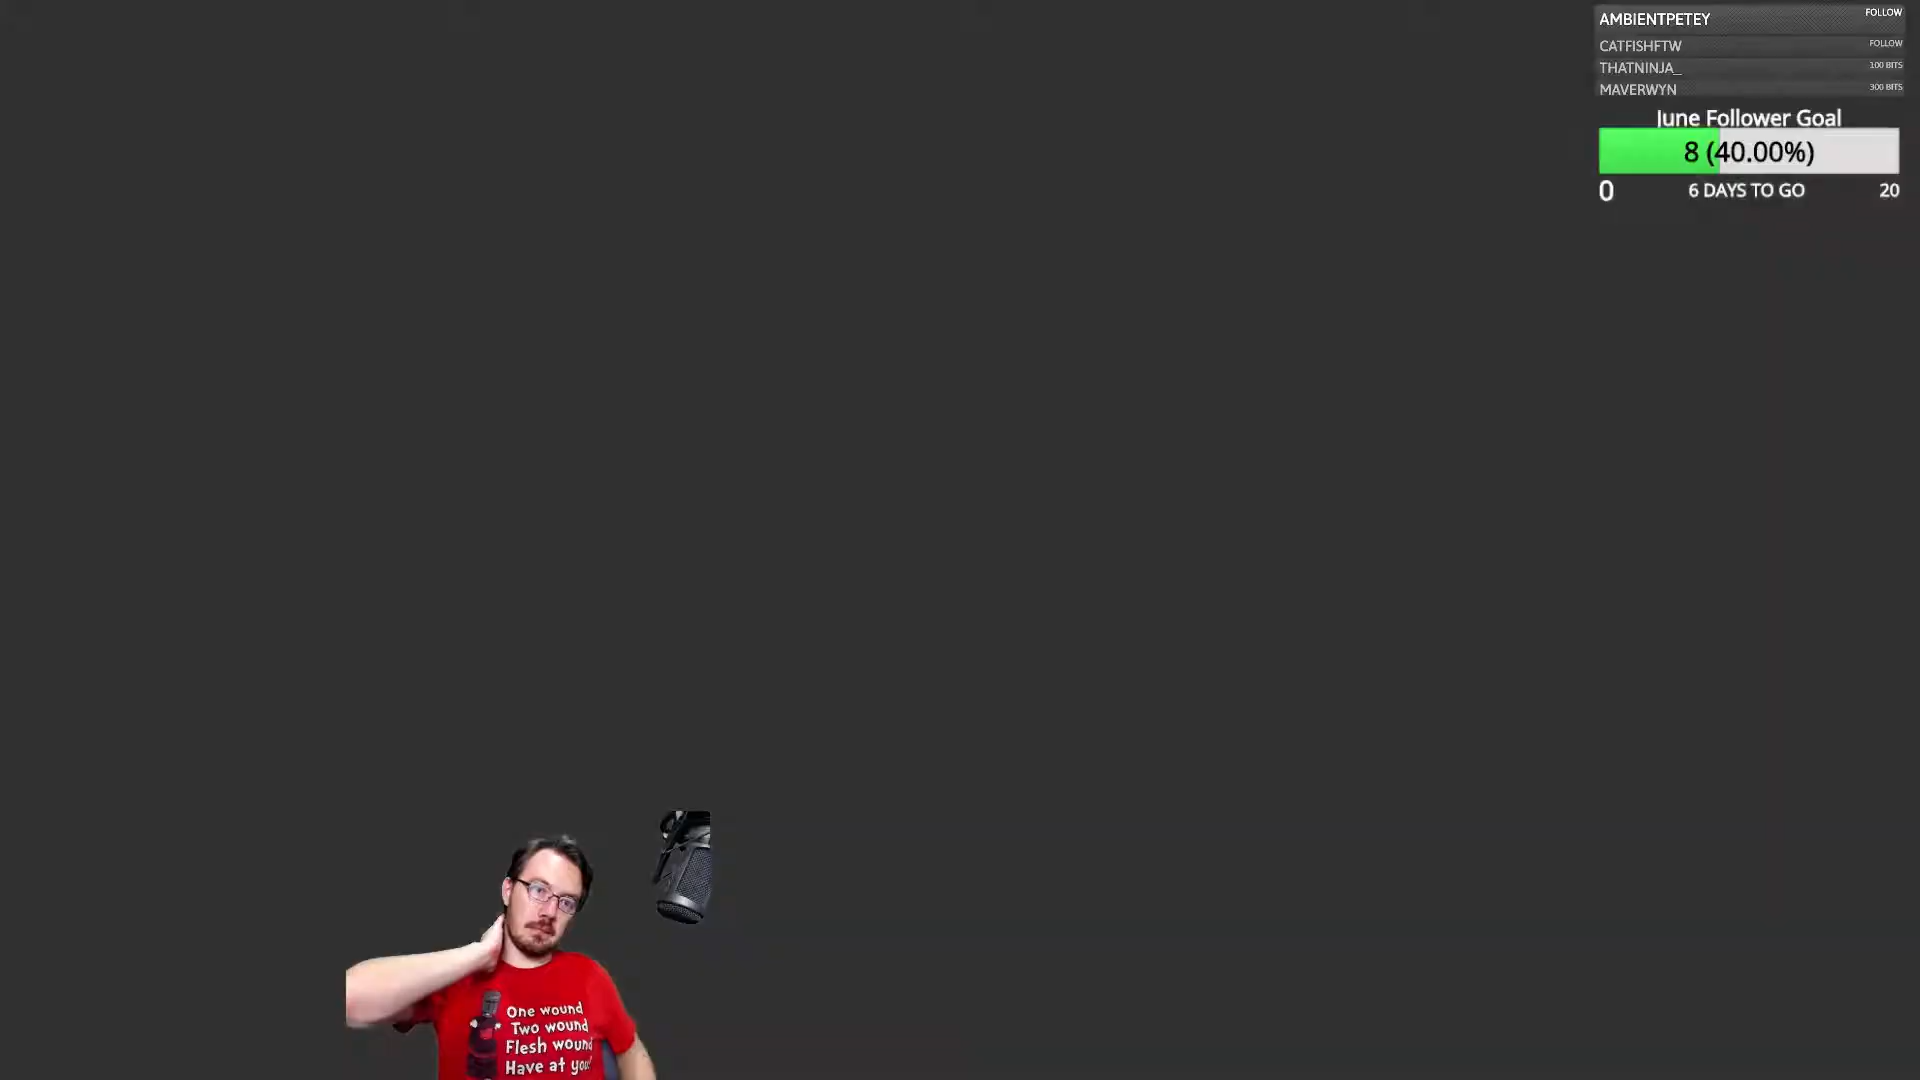 AMBIENTPETEY FOLLOW
CATFISHFTW FOLLOW
THATNINJA_ 100 BITS
MAVERWYN 300 BITS
June Follower Goal
8 (40.00%)
0 6 DAYS TO GO 20
One wound
Two wound
Flesh wound
Have at you!